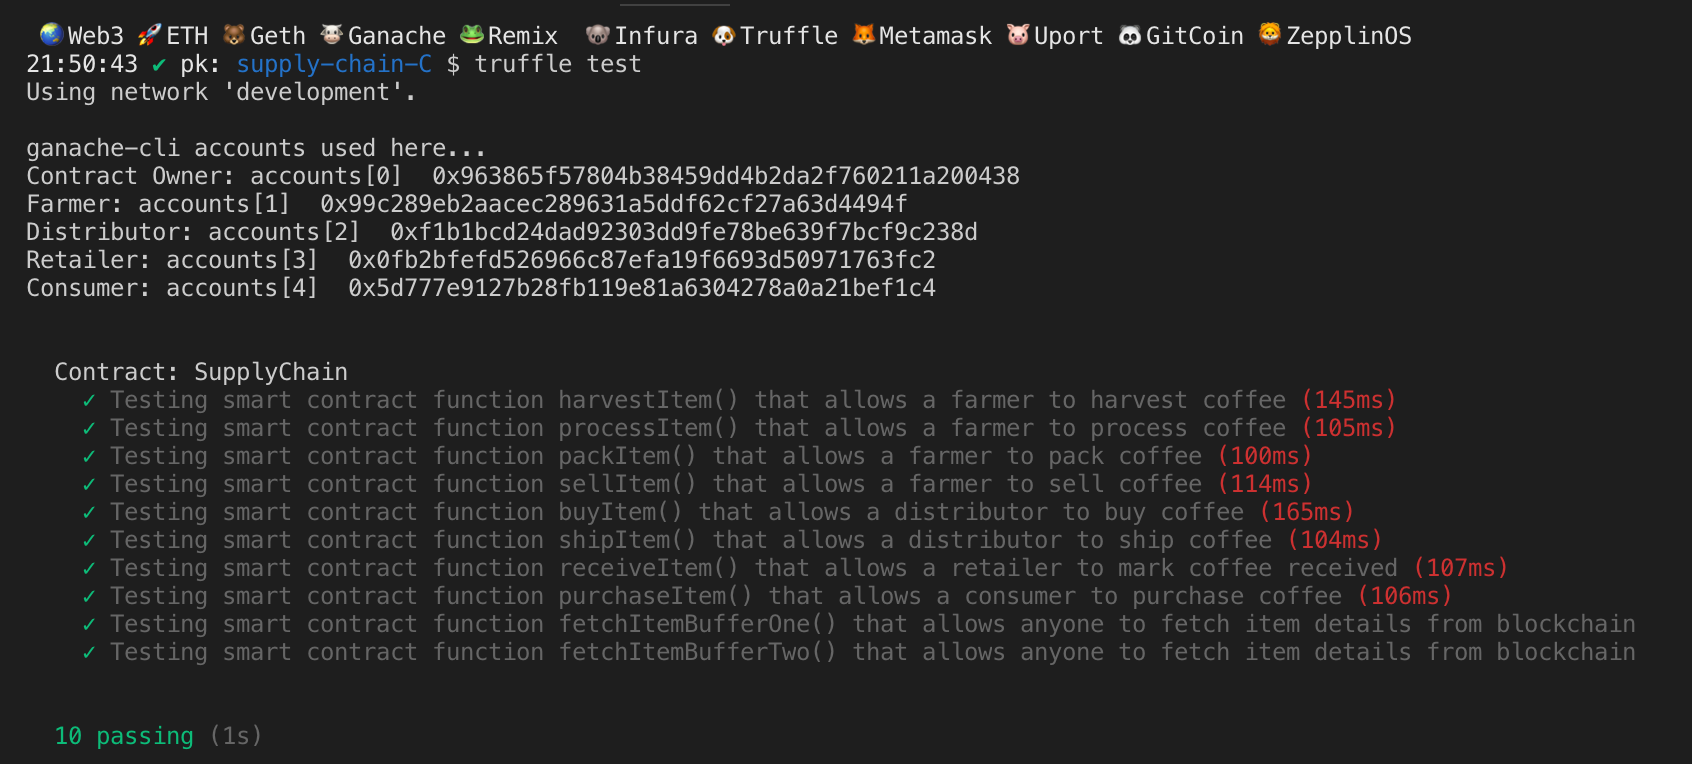 🌏Web3 🚀ETH 🐻Geth 🐮Ganache 🐸Remix 🐨Infura 🐶Truffle 🦊Metamask 🐷Uport 🐼GitCoin 🦁ZepplinOS
21:50:43 ✔ pk: supply-chain-C $ truffle test
Using network 'development'.
ganache-cli accounts used here...
Contract Owner: accounts[0] 0x963865f57804b38459dd4b2da2f760211a200438
Farmer: accounts[1] 0x99c289eb2aacec289631a5ddf62cf27a63d4494f
Distributor: accounts[2] 0xf1b1bcd24dad92303dd9fe78be639f7bcf9c238d
Retailer: accounts[3] 0x0fb2bfefd526966c87efa19f6693d50971763fc2
Consumer: accounts[4] 0x5d777e9127b28fb119e81a6304278a0a21bef1c4
Contract: SupplyChain
✓ Testing smart contract function harvestItem() that allows a farmer to harvest coffee (145ms)
✓ Testing smart contract function processItem() that allows a farmer to process coffee (105ms)
✓ Testing smart contract function packItem() that allows a farmer to pack coffee (100ms)
✓ Testing smart contract function sellItem() that allows a farmer to sell coffee (114ms)
✓ Testing smart contract function buyItem() that allows a distributor to buy coffee (165ms)
✓ Testing smart contract function shipItem() that allows a distributor to ship coffee (104ms)
✓ Testing smart contract function receiveItem() that allows a retailer to mark coffee received (107ms)
✓ Testing smart contract function purchaseItem() that allows a consumer to purchase coffee (106ms)
✓ Testing smart contract function fetchItemBufferOne() that allows anyone to fetch item details from blockchain
✓ Testing smart contract function fetchItemBufferTwo() that allows anyone to fetch item details from blockchain
10 passing (1s)